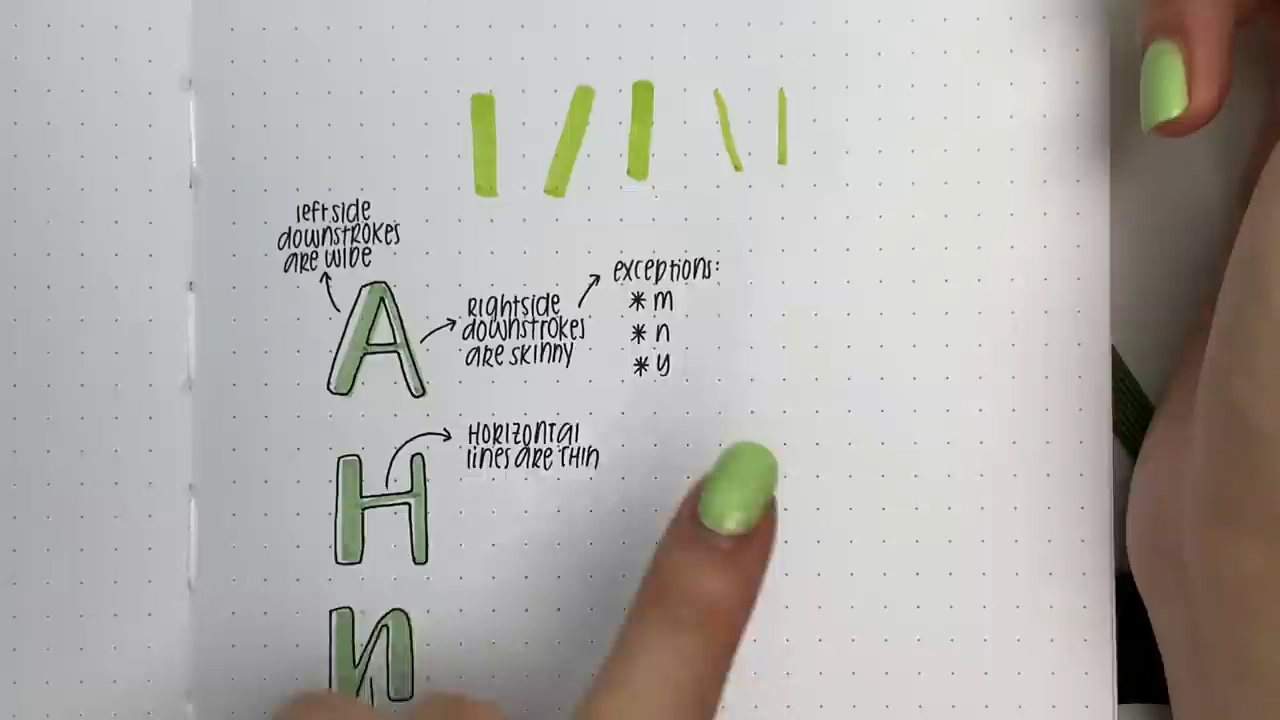 left side
downstrokes
are wide
A
Rightside
downstrokes
are skinny
exceptions:
* m
* n
* y
Horizontal
lines are thin
H
n